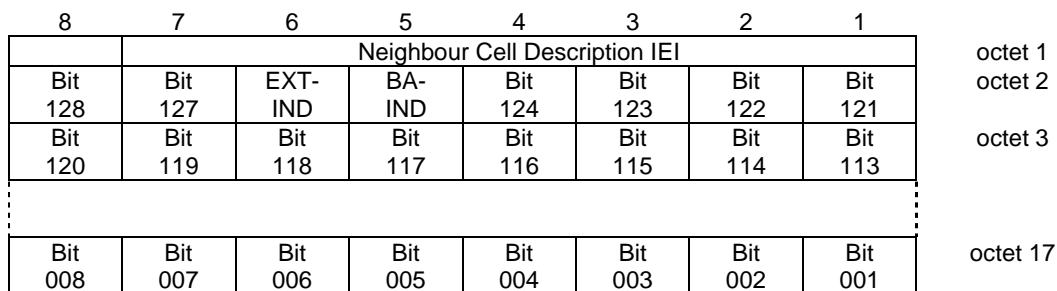 8 7 6 5 4 3 2 1
Neighbour Cell Description IEI octet 1
Bit Bit EXT- BA- Bit Bit Bit Bit octet 2
128 127 IND IND 124 123 122 121
Bit Bit Bit Bit Bit Bit Bit Bit octet 3
120 119 118 117 116 115 114 113
Bit Bit Bit Bit Bit Bit Bit Bit octet 17
008 007 006 005 004 003 002 001